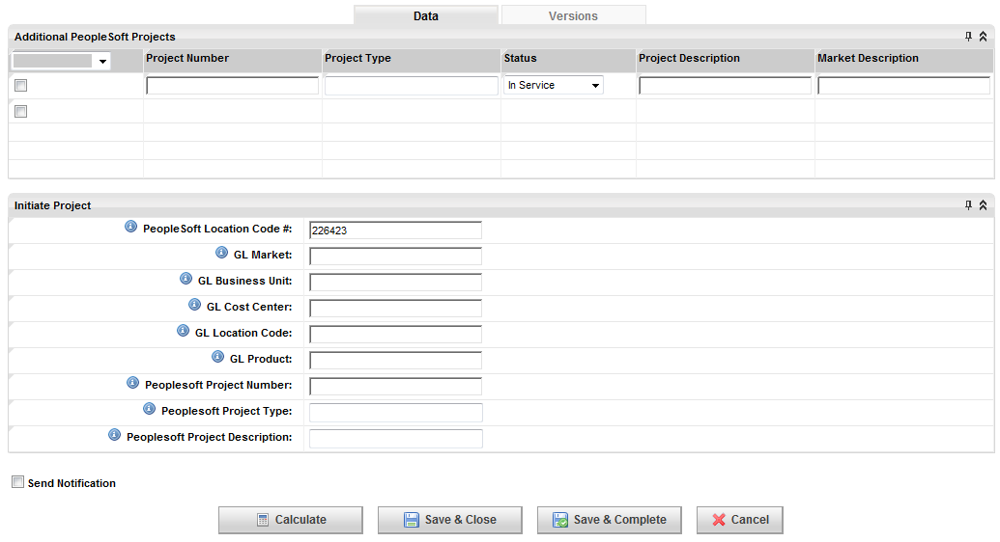 Data Versions
Additional PeopleSoft Projects
Project Number Project Type Status Project Description Market Description
In Service
Initiate Project
PeopleSoft Location Code #: 226423
GL Market:
GL Business Unit:
GL Cost Center:
GL Location Code:
GL Product:
Peoplesoft Project Number:
Peoplesoft Project Type:
Peoplesoft Project Description:
Send Notification
Calculate Save & Close Save & Complete Cancel